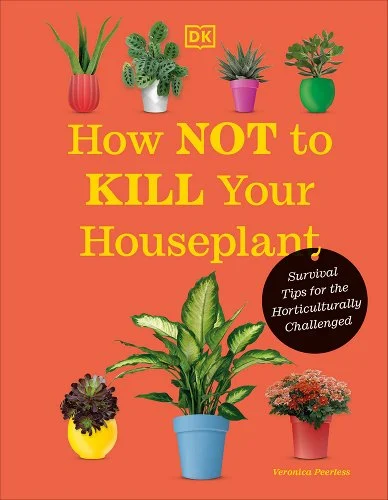 DK
How NOT to
KILL Your
Houseplant
Survival
Tips for the
Horticulturally
Challenged
Veronica Peerless